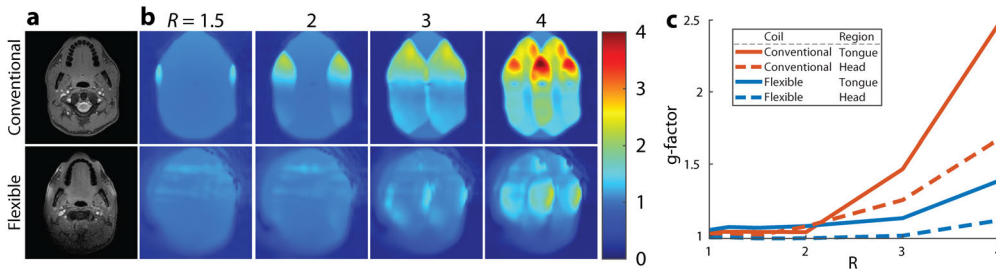 a
b
R = 1.5
2
3
4
Conventional
Flexible
4
3
2
1
0
c
2.5
2
1.5
1
g-factor
Coil Region
Conventional Tongue
Conventional Head
Flexible Tongue
Flexible Head
1
2
3
R